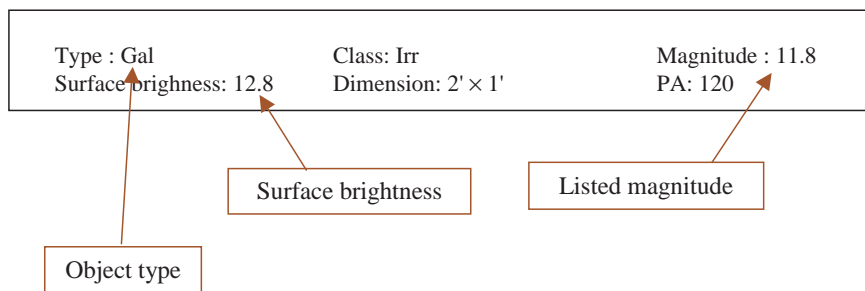 Type : Gal Class: Irr Magnitude : 11.8
Surface brighness: 12.8 Dimension: 2' × 1' PA: 120
Surface brightness Listed magnitude
Object type